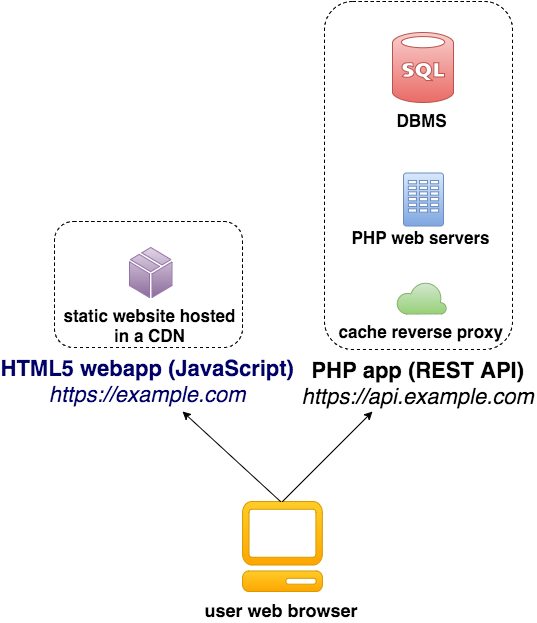 SQL
DBMS
PHP web servers
cache reverse proxy
static website hosted
in a CDN
HTML5 webapp (JavaScript)
https://example.com
PHP app (REST API)
https://api.example.com
user web browser